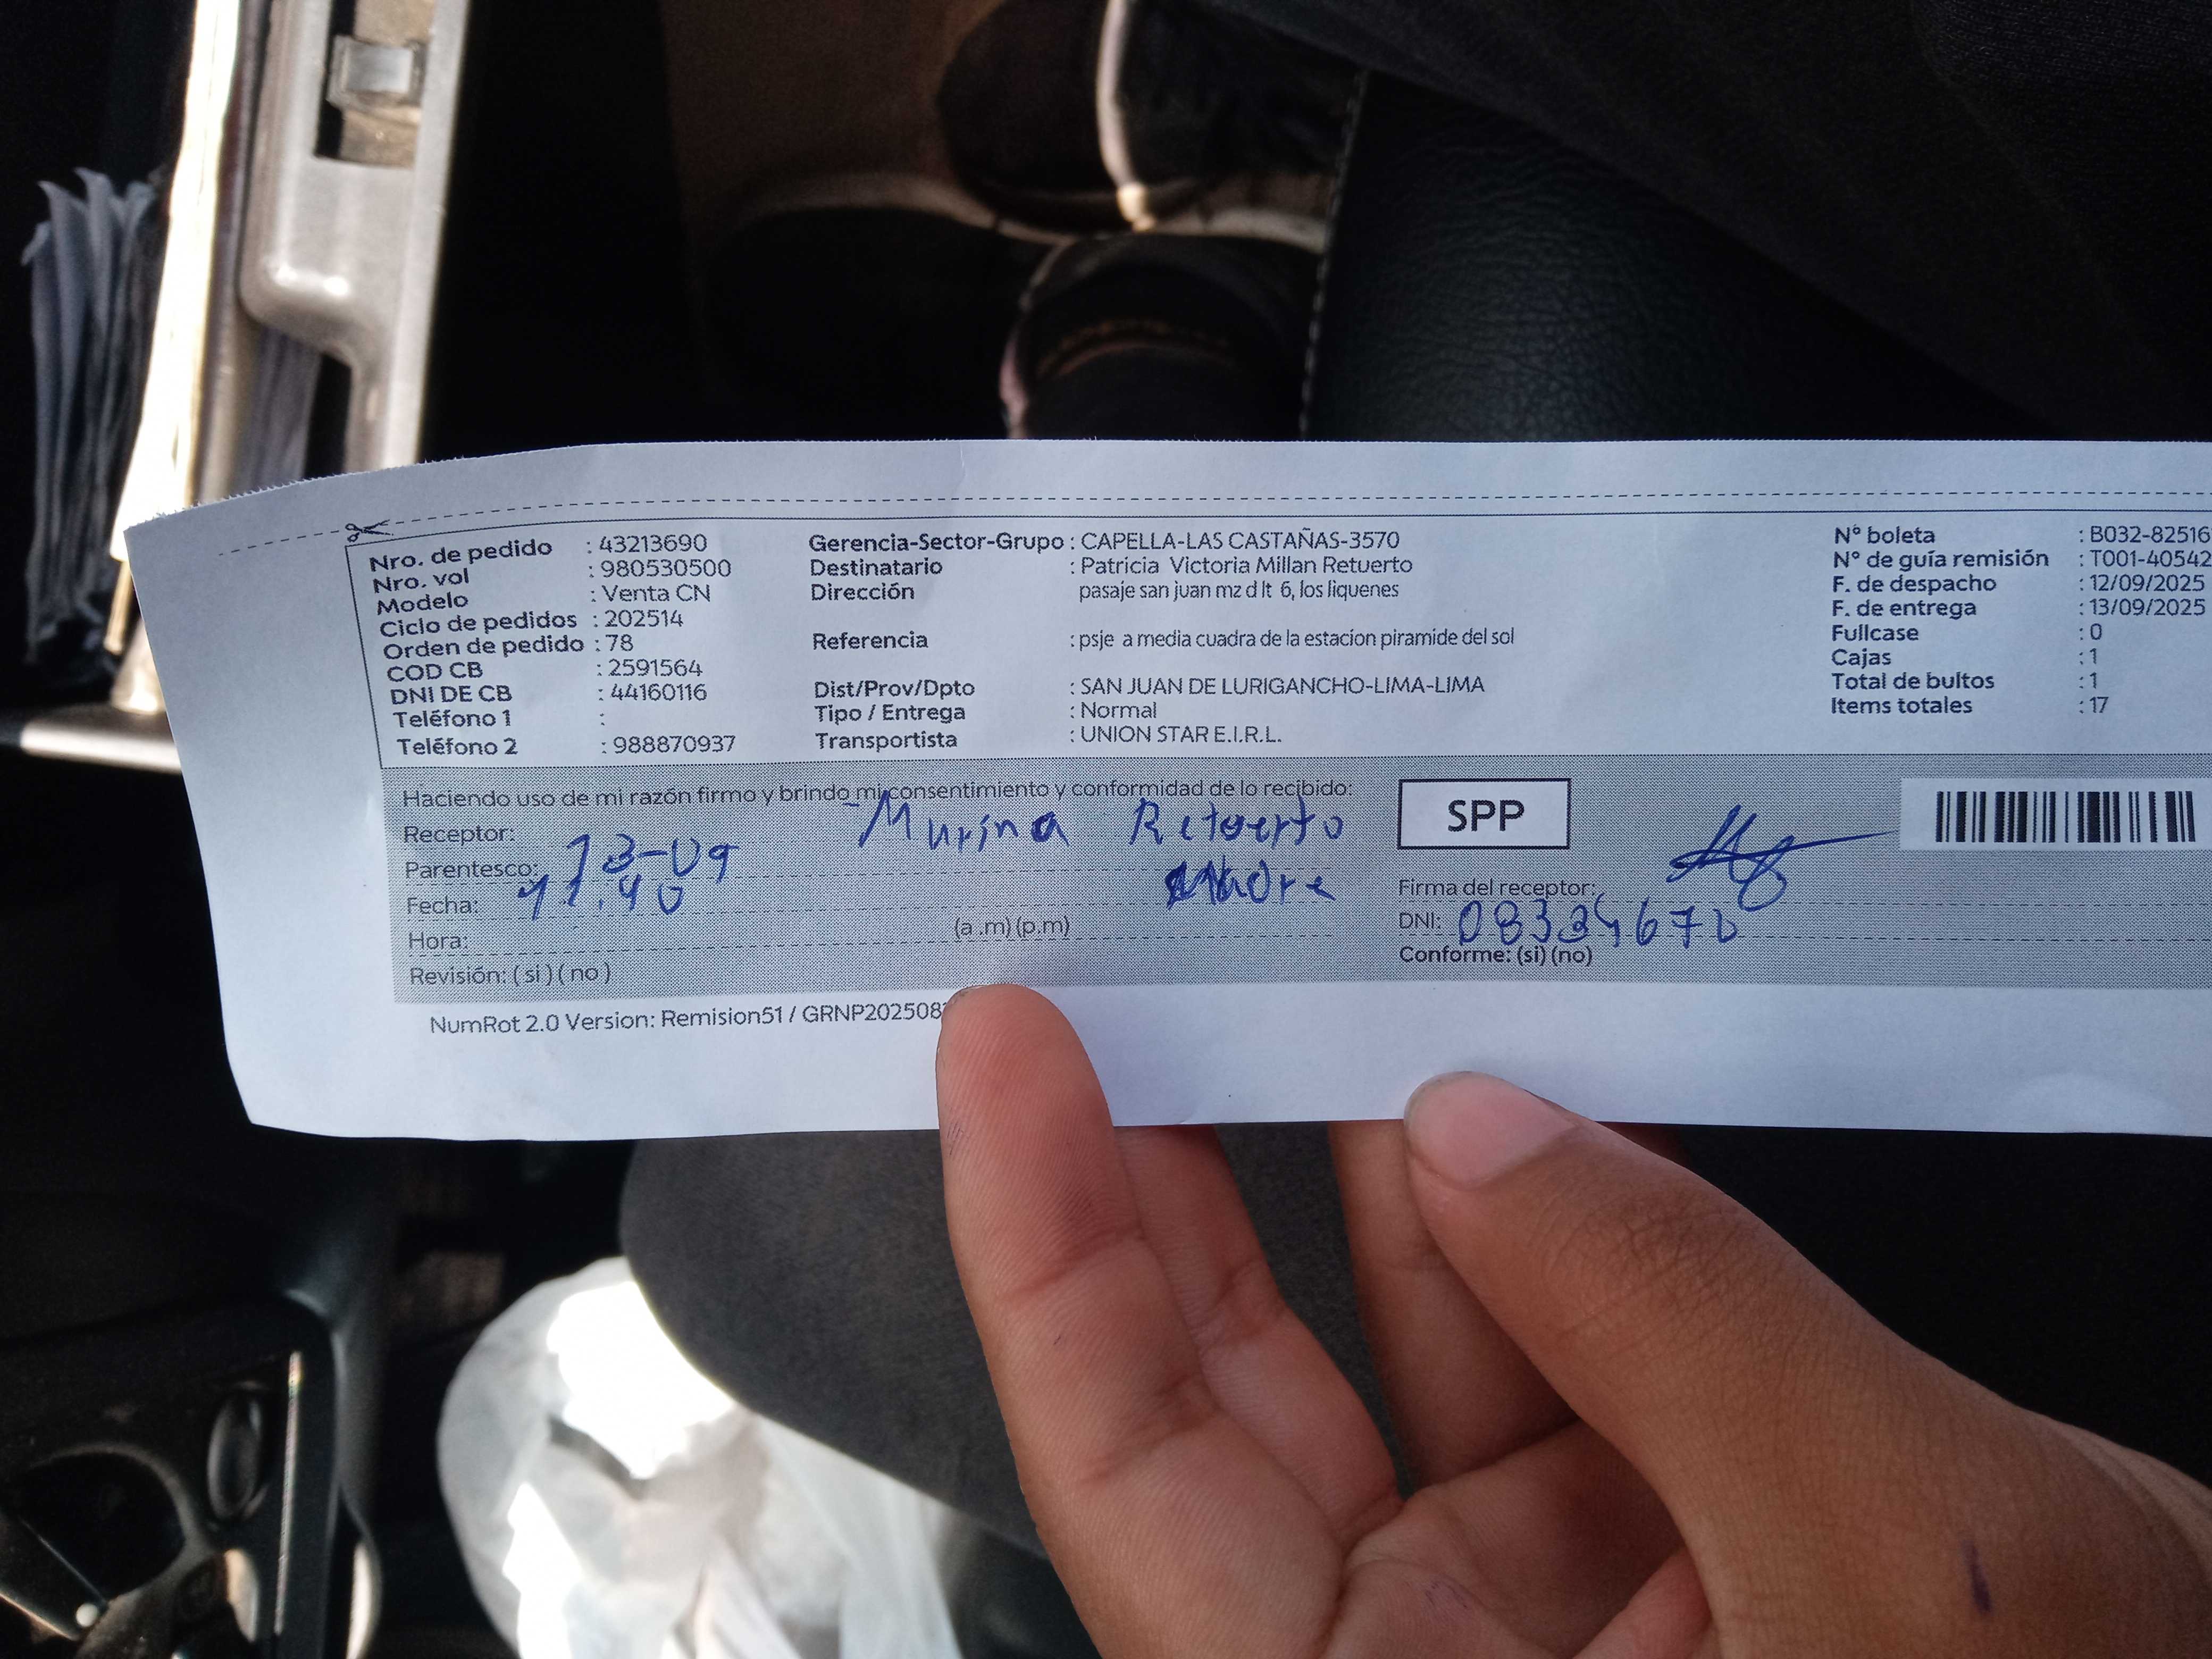 Nro. de pedido : 43213690
Nro. vol : 980530500
Modelo : Venta CN
Ciclo de pedidos : 202514
Orden de pedido : 78
COD CB : 2591564
DNI DE CB : 44160116
Teléfono 1 :
Teléfono 2 : 988870937
Gerencia-Sector-Grupo : CAPELLA-LAS CASTAÑAS-3570
Destinatario : Patricia Victoria Millan Retuerto
Dirección pasaje san juan mz d lt 6, los liquenes
Referencia : psje a media cuadra de la estacion piramide del sol
Dist/Prov/Dpto : SAN JUAN DE LURIGANCHO-LIMA-LIMA
Tipo / Entrega : Normal
Transportista : UNION STAR E.I.R.L.
N° boleta : B032-82516
N° de guía remisión : T001-40542
F. de despacho : 12/09/2025
F. de entrega : 13/09/2025
Fullcase : 0
Cajas : 1
Total de bultos : 1
Items totales : 17
Haciendo uso de mi razón firmo y brindo mi consentimiento y conformidad de lo recibido:
Receptor: Murina Retuerto
Parentesco: 13-09 Madre
Fecha: 11:40
Hora: (a .m) (p.m)
Revisión: ( si ) ( no )
SPP
Firma del receptor:
DNI:
Conforme: (si) (no)
NumRot 2.0 Version: Remision51 / GRNP202508